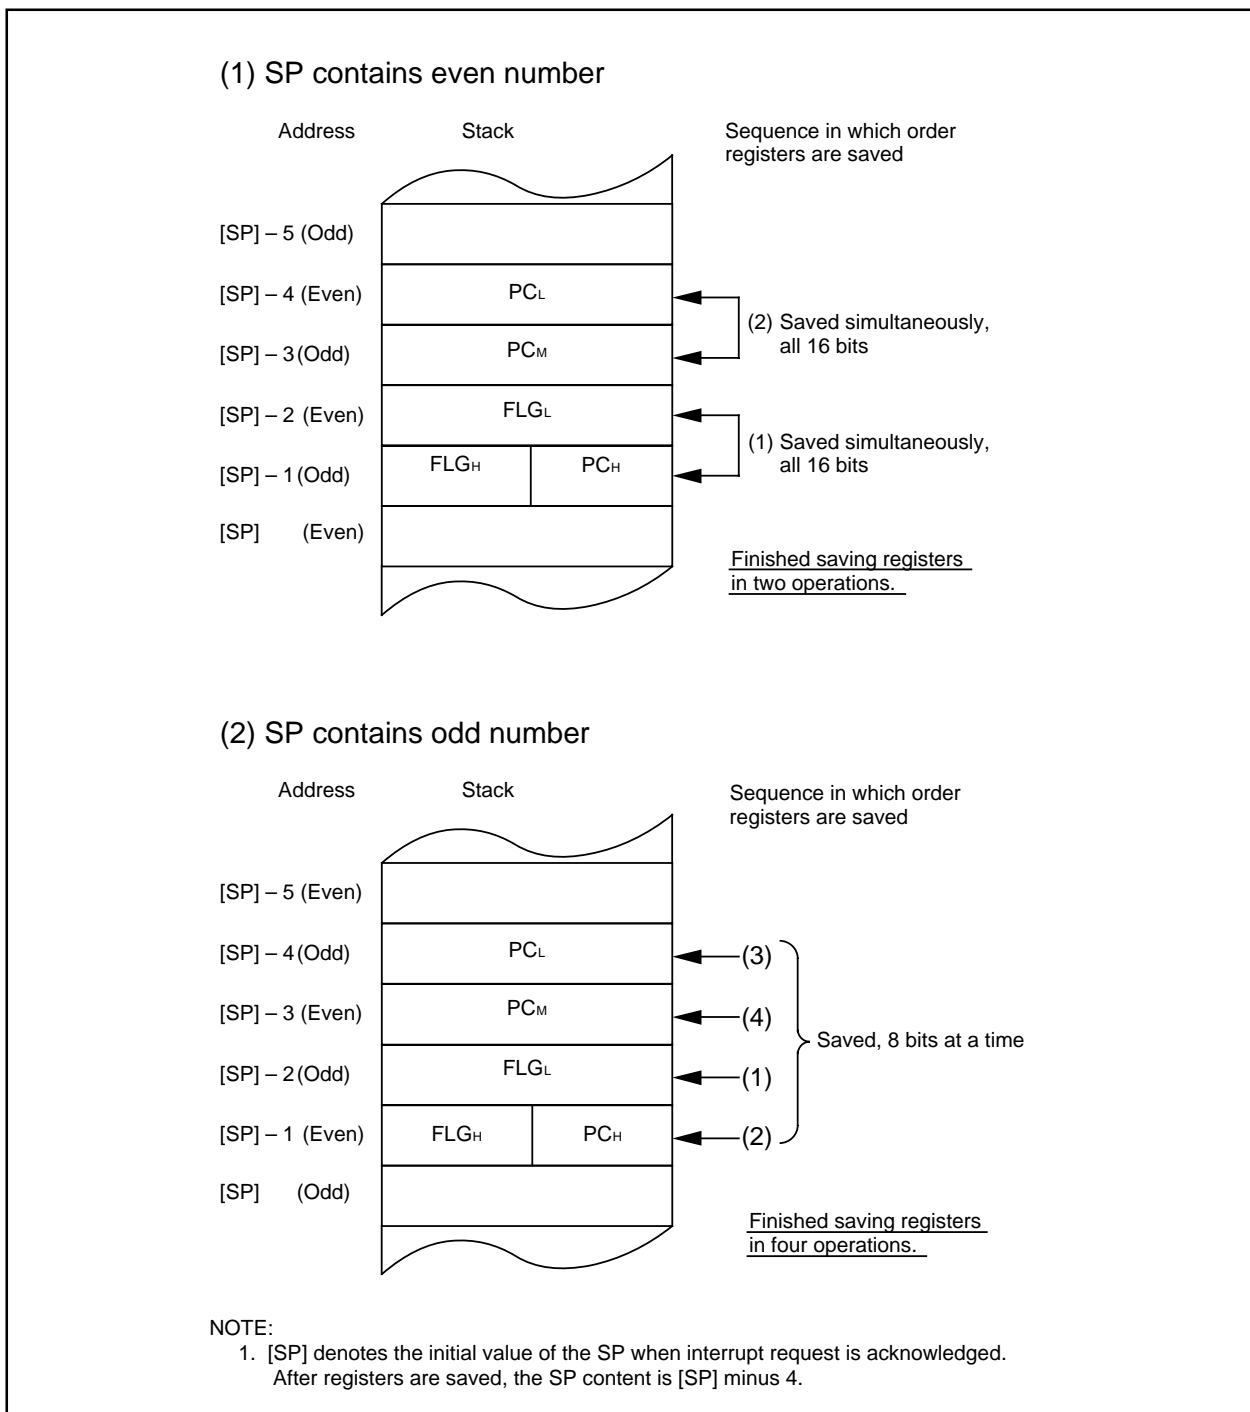 (1) SP contains even number
Address Stack Sequence in which order
registers are saved
[SP] – 5 (Odd)
[SP] – 4 (Even) PCL
(2) Saved simultaneously,
all 16 bits
[SP] – 3 (Odd) PCM
[SP] – 2 (Even) FLGL
(1) Saved simultaneously,
all 16 bits
[SP] – 1 (Odd) FLGH PCH
[SP] (Even)
Finished saving registers
in two operations.
(2) SP contains odd number
Address Stack Sequence in which order
registers are saved
[SP] – 5 (Even)
[SP] – 4 (Odd) PCL (3)
[SP] – 3 (Even) PCM (4)
Saved, 8 bits at a time
[SP] – 2 (Odd) FLGL (1)
[SP] – 1 (Even) FLGH PCH (2)
[SP] (Odd)
Finished saving registers
in four operations.
NOTE:
1. [SP] denotes the initial value of the SP when interrupt request is acknowledged.
After registers are saved, the SP content is [SP] minus 4.